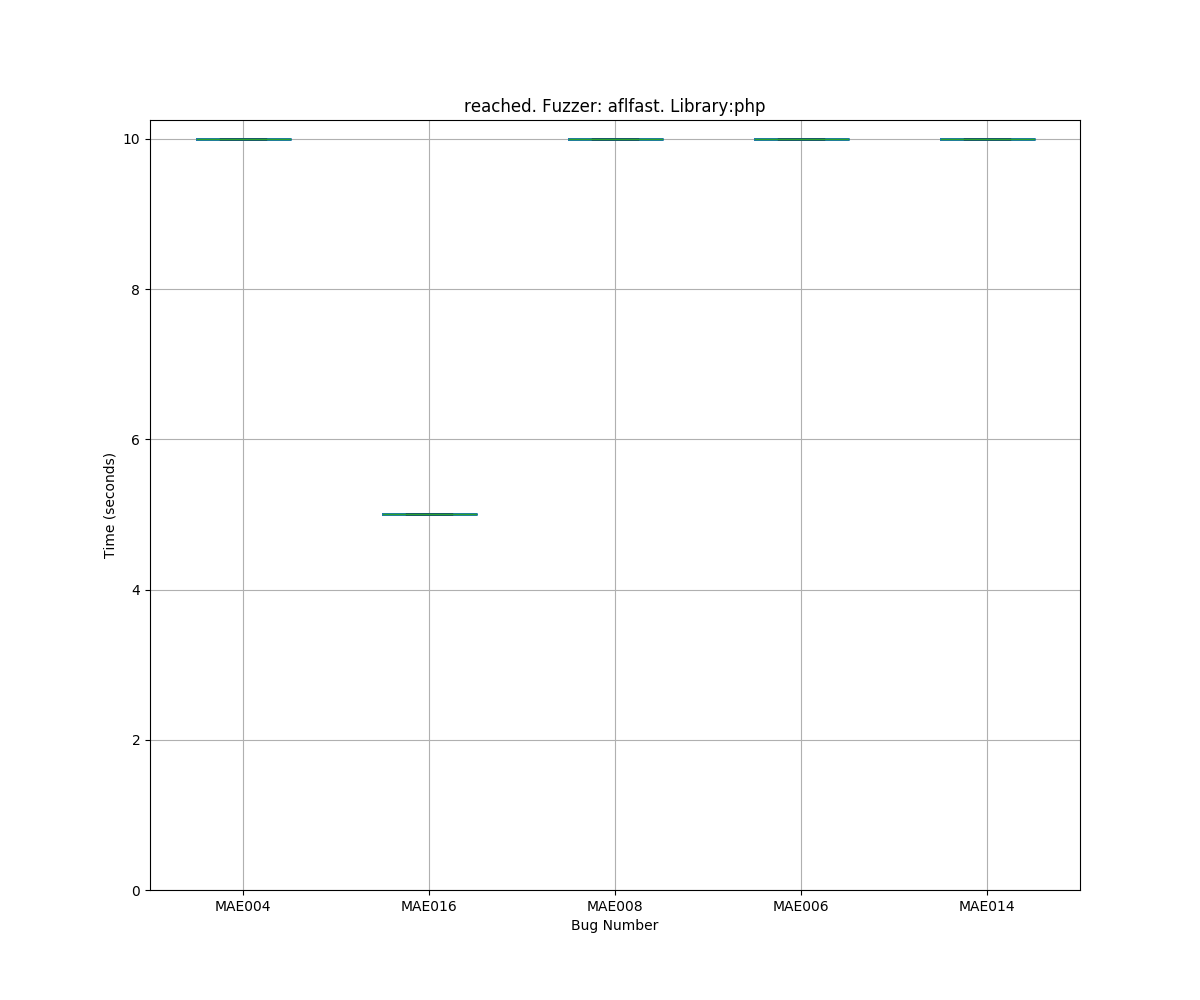 reached. Fuzzer: aflfast. Library:php
10
8
6
4
2
0
Time (seconds)
MAE004 MAE016 MAE008 MAE006 MAE014
Bug Number